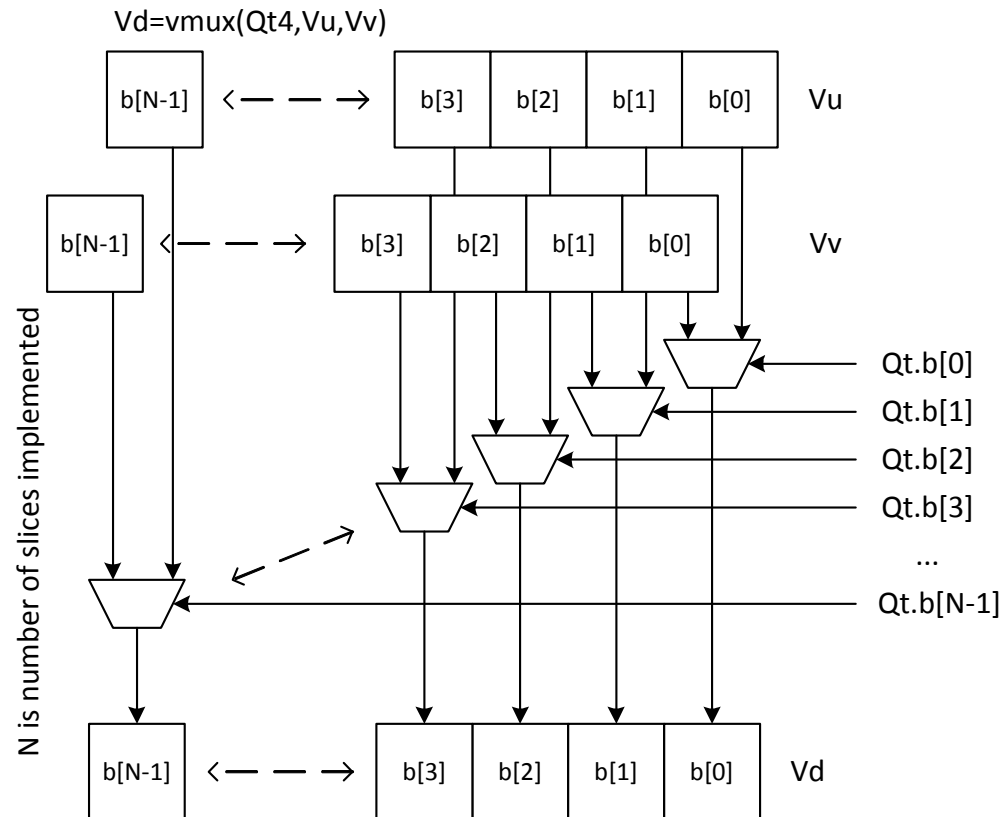 Vd=vmux(Qt4,Vu,Vv)
b[N-1] b[3] b[2] b[1] b[0] Vu
b[N-1] b[3] b[2] b[1] b[0] Vv
Qt.b[0]
Qt.b[1]
Qt.b[2]
Qt.b[3]
...
Qt.b[N-1]
N is number of slices implemented
b[N-1] b[3] b[2] b[1] b[0] Vd